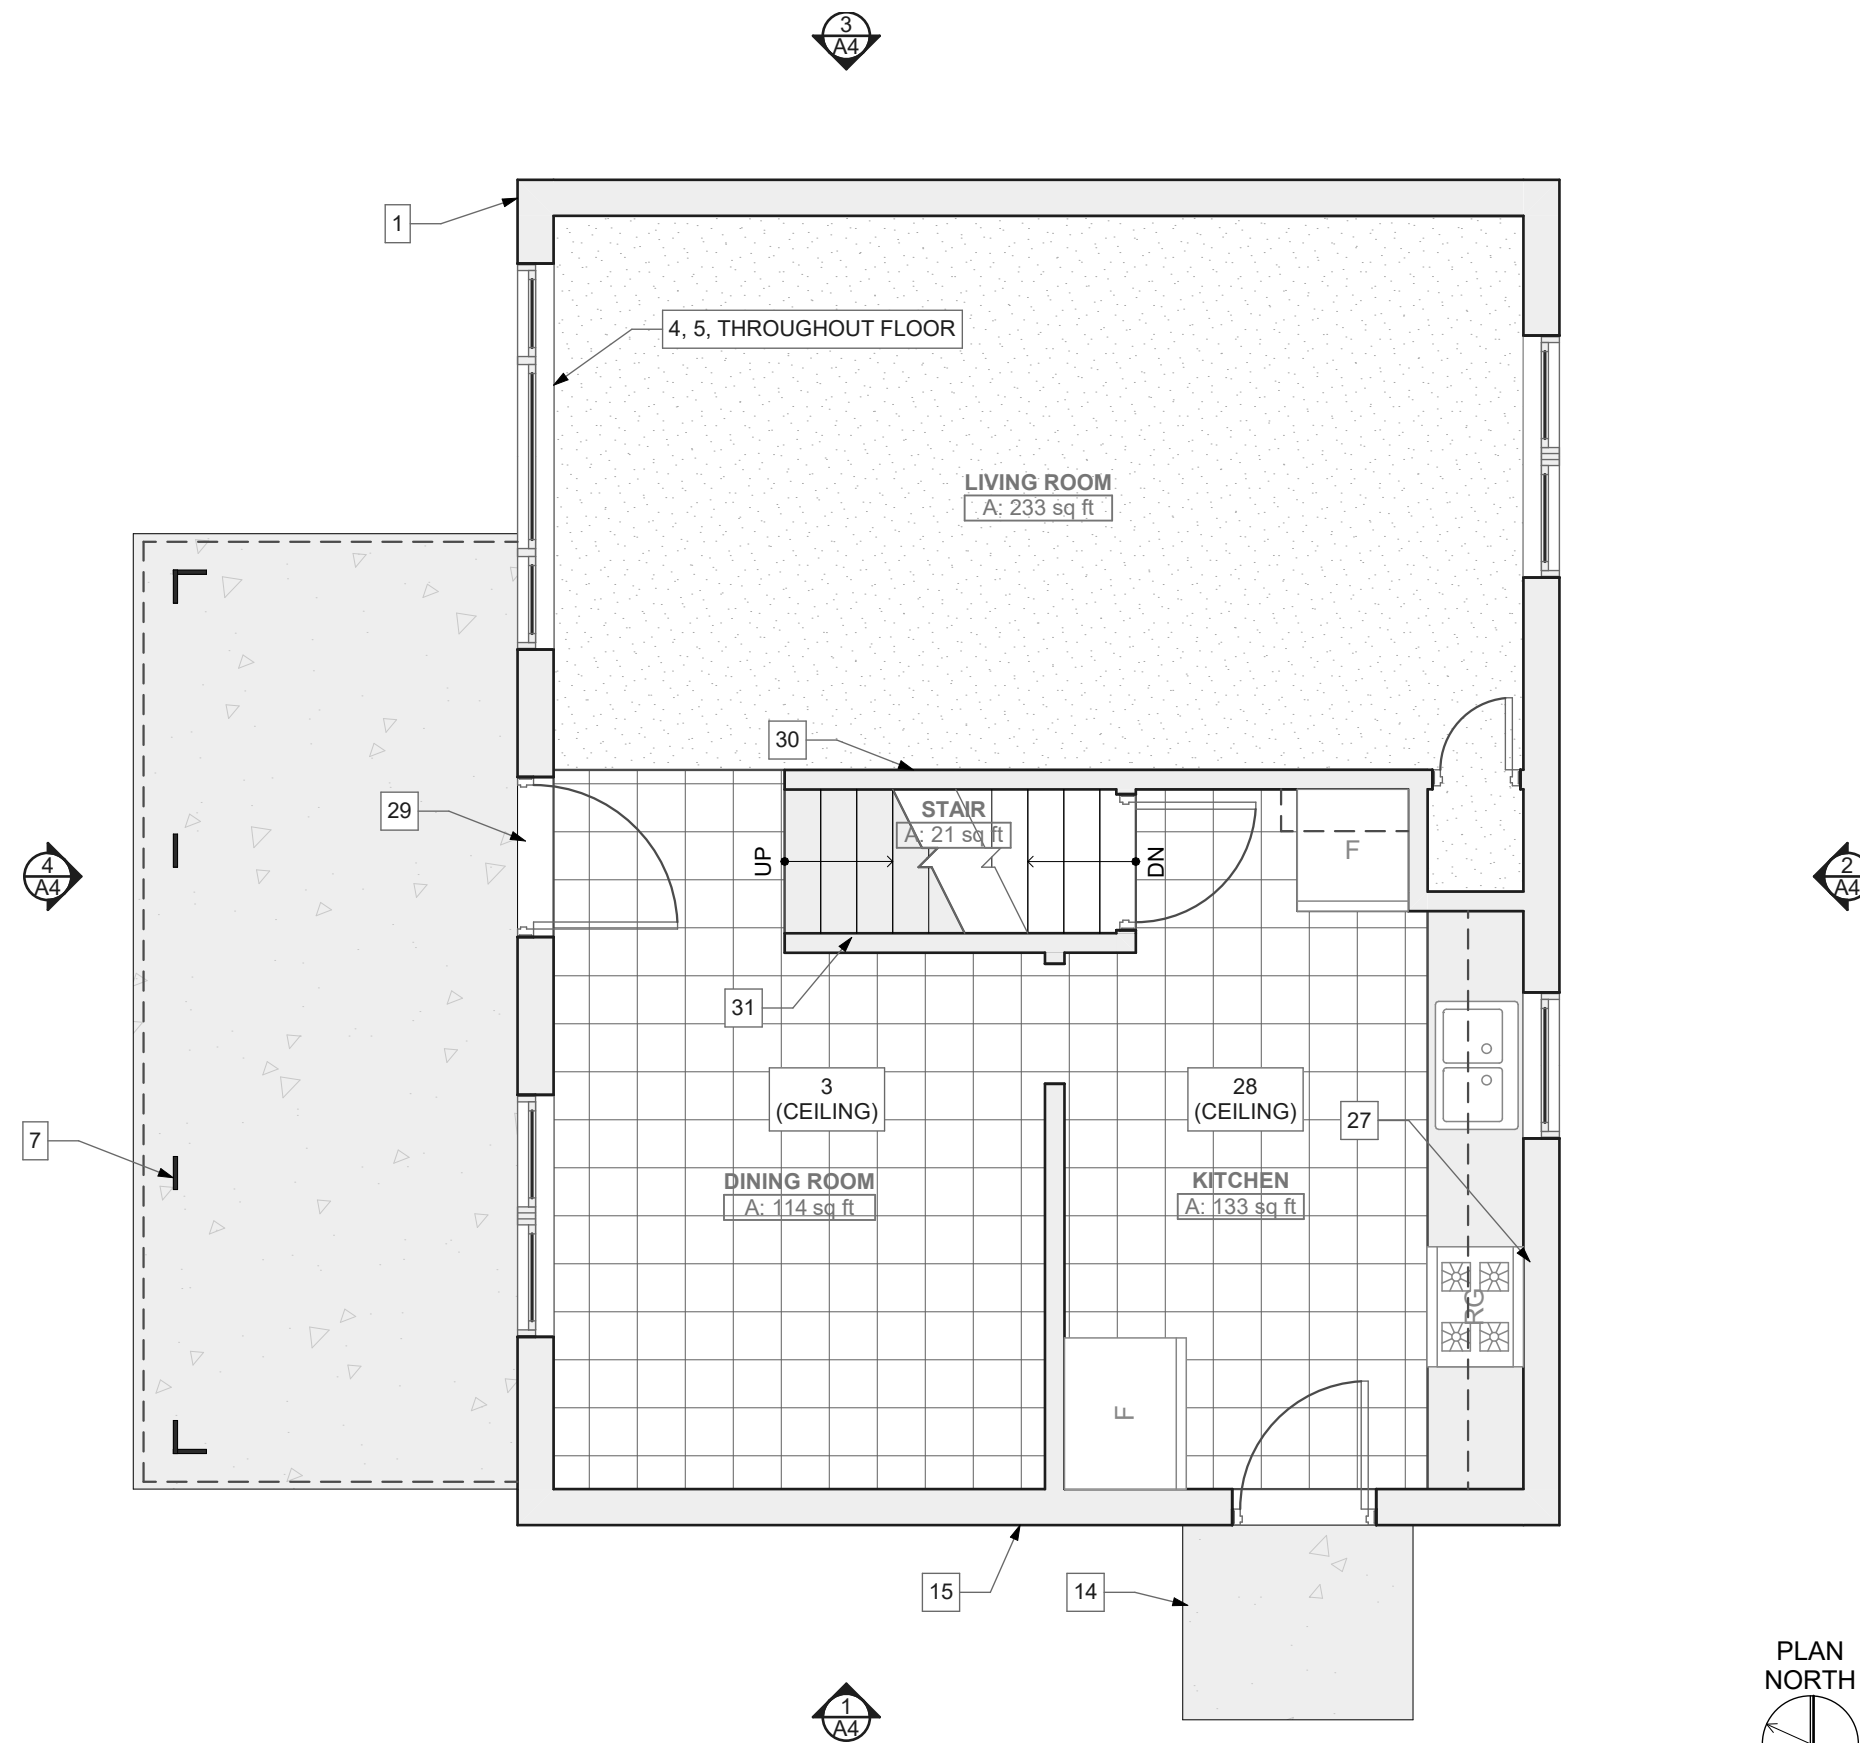 3
A4
1
4, 5, THROUGHOUT FLOOR
LIVING ROOM
A: 233 sq ft
30
29
STAIR
A: 21 sq ft
UP
DN
F
4
A4
2
A4
31
3
(CEILING)
28
(CEILING)
27
7
DINING ROOM
A: 114 sq ft
KITCHEN
A: 133 sq ft
RG
F
15
14
1
A4
PLAN
NORTH